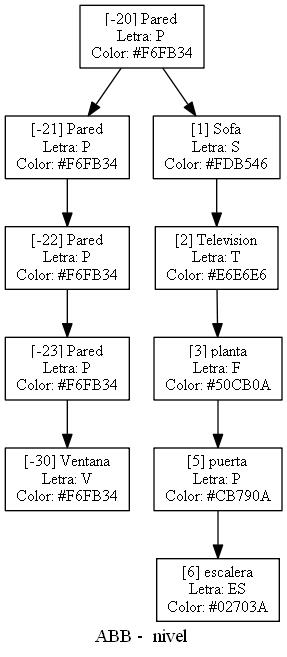 [-20] Pared
Letra: P
Color: #F6FB34
[-21] Pared
Letra: P
Color: #F6FB34
[1] Sofa
Letra: S
Color: #FDB546
[-22] Pared
Letra: P
Color: #F6FB34
[2] Television
Letra: T
Color: #E6E6E6
[-23] Pared
Letra: P
Color: #F6FB34
[3] planta
Letra: F
Color: #50CB0A
[-30] Ventana
Letra: V
Color: #F6FB34
[5] puerta
Letra: P
Color: #CB790A
[6] escalera
Letra: ES
Color: #02703A
ABB - nivel